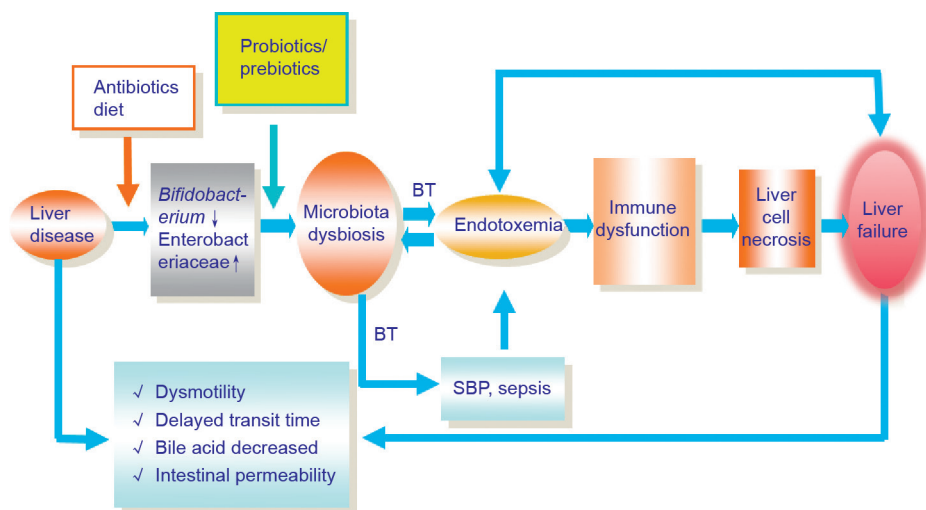 Probiotics/
prebiotics
Antibiotics
diet
Liver
disease
Bifidobact-
erium ↓
Enterobact
eriaceae ↑
Microbiota
dysbiosis
BT
Endotoxemia
Immune
dysfunction
Liver
cell
necrosis
Liver
failure
BT
SBP, sepsis
√ Dysmotility
√ Delayed transit time
√ Bile acid decreased
√ Intestinal permeability